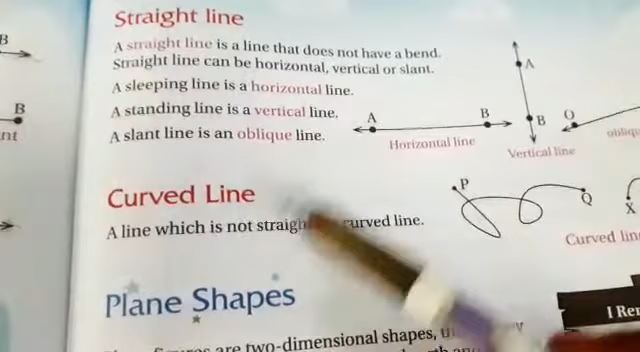 B
B
nt
Straight line
A straight line is a line that does not have a bend.
Straight line can be horizontal, vertical or slant.
A sleeping line is a horizontal line.
A standing line is a vertical line.
A slant line is an oblique line.
A B
Horizontal line
A
B
Vertical line
O
obliqu
Curved Line
A line which is not straigh curved line.
P
Q
X
Curved lin
Plane Shapes
are two-dimensional shapes,
I Rem